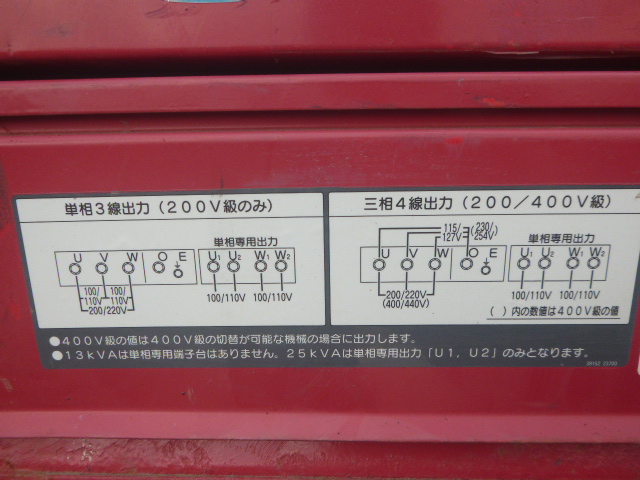 単相3線出力(200V級のみ)
単相専用出力
U V W O E U₁ U₂ W₁ W₂
100/110V 100/110V
200/220V
100/110V 100/110V
三相4線出力(200/400V級)
115/127V (230/254V)
単相専用出力
U V W O E U₁ U₂ W₁ W₂
200/220V
(400/440V)
100/110V 100/110V
( )内の数値は400V級の値
●400V級の値は400V級の切替が可能な機械の場合に出力します。
●13kVAは単相専用端子台はありません。25kVAは単相専用出力「U1, U2」のみとなります。